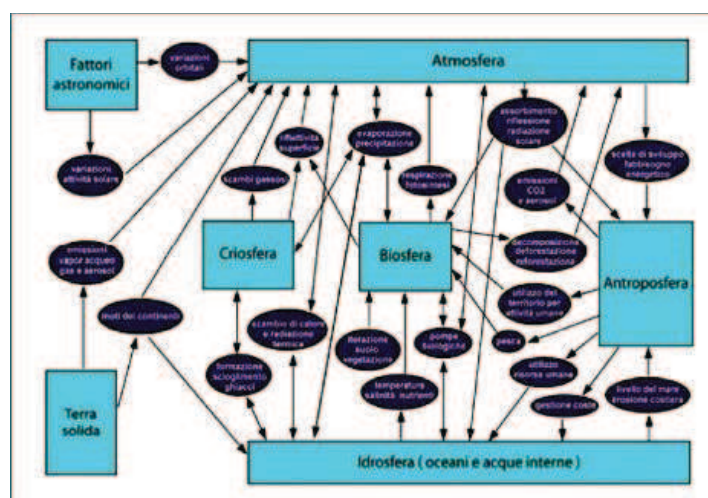 Fattori
astronomici
variazioni
orbitali
Atmosfera
variazioni
attività solare
scambi gassosi
riflettività
superficie
evaporazione
precipitazione
respirazione
fotosintesi
assorbimento
riflessione
radiazione
solare
emissioni
CO2
e aerosol
scelta di sviluppo
fabbisogno
energetico
emissioni
vapor acqueo
gas e aerosol
Criosfera
Biosfera
decomposizione
deforestazione
reforestazione
Antroposfera
moti dei continenti
scambio di calore
e radiazione
termica
formazione
scioglimento
ghiacci
suolo
vegetazione
temperatura
salinità nutrienti
pompe
biologiche
utilizzo del
territorio per
attività umane
pesca
utilizzo
risorse umane
gestione coste
livello del mare
erosione costiera
Terra
solida
Idrosfera ( oceani e acque interne )